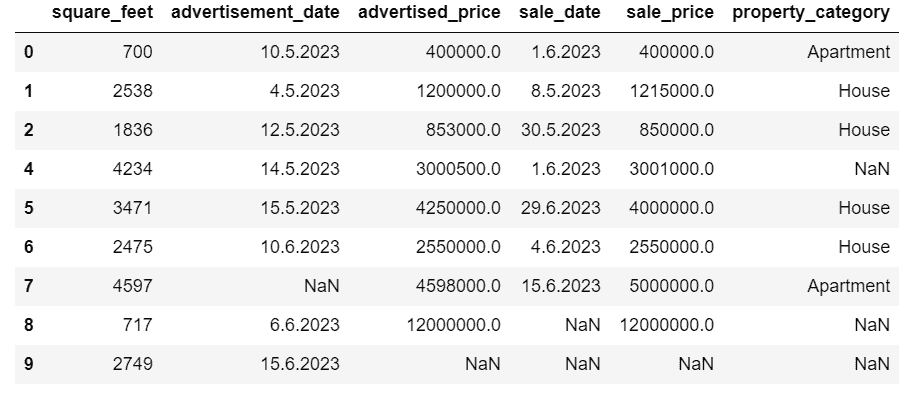 square_feet advertisement_date advertised_price sale_date sale_price property_category
0 700 10.5.2023 400000.0 1.6.2023 400000.0 Apartment
1 2538 4.5.2023 1200000.0 8.5.2023 1215000.0 House
2 1836 12.5.2023 853000.0 30.5.2023 850000.0 House
4 4234 14.5.2023 3000500.0 1.6.2023 3001000.0 NaN
5 3471 15.5.2023 4250000.0 29.6.2023 4000000.0 House
6 2475 10.6.2023 2550000.0 4.6.2023 2550000.0 House
7 4597 NaN 4598000.0 15.6.2023 5000000.0 Apartment
8 717 6.6.2023 12000000.0 NaN 12000000.0 NaN
9 2749 15.6.2023 NaN NaN NaN NaN